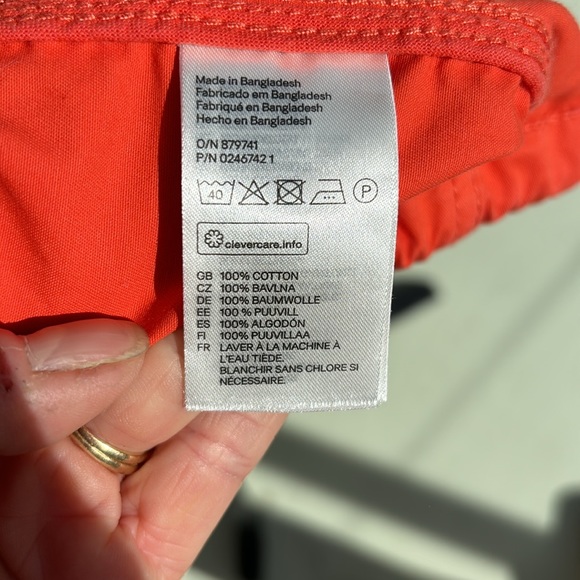 Made in Bangladesh
Fabricado em Bangladesh
Fabriqué en Bangladesh
Hecho en Bangladesh
O/N 879741
P/N 0246742 1
40 P
clevercare.info
GB 100% COTTON
CZ 100% BAVLNA
DE 100% BAUMWOLLE
EE 100% PUUVILL
ES 100% ALGODÓN
FI 100% PUUVILLAA
FR LAVER À LA MACHINE À
L'EAU TIÈDE.
BLANCHIR SANS CHLORE SI
NÉCESSAIRE.